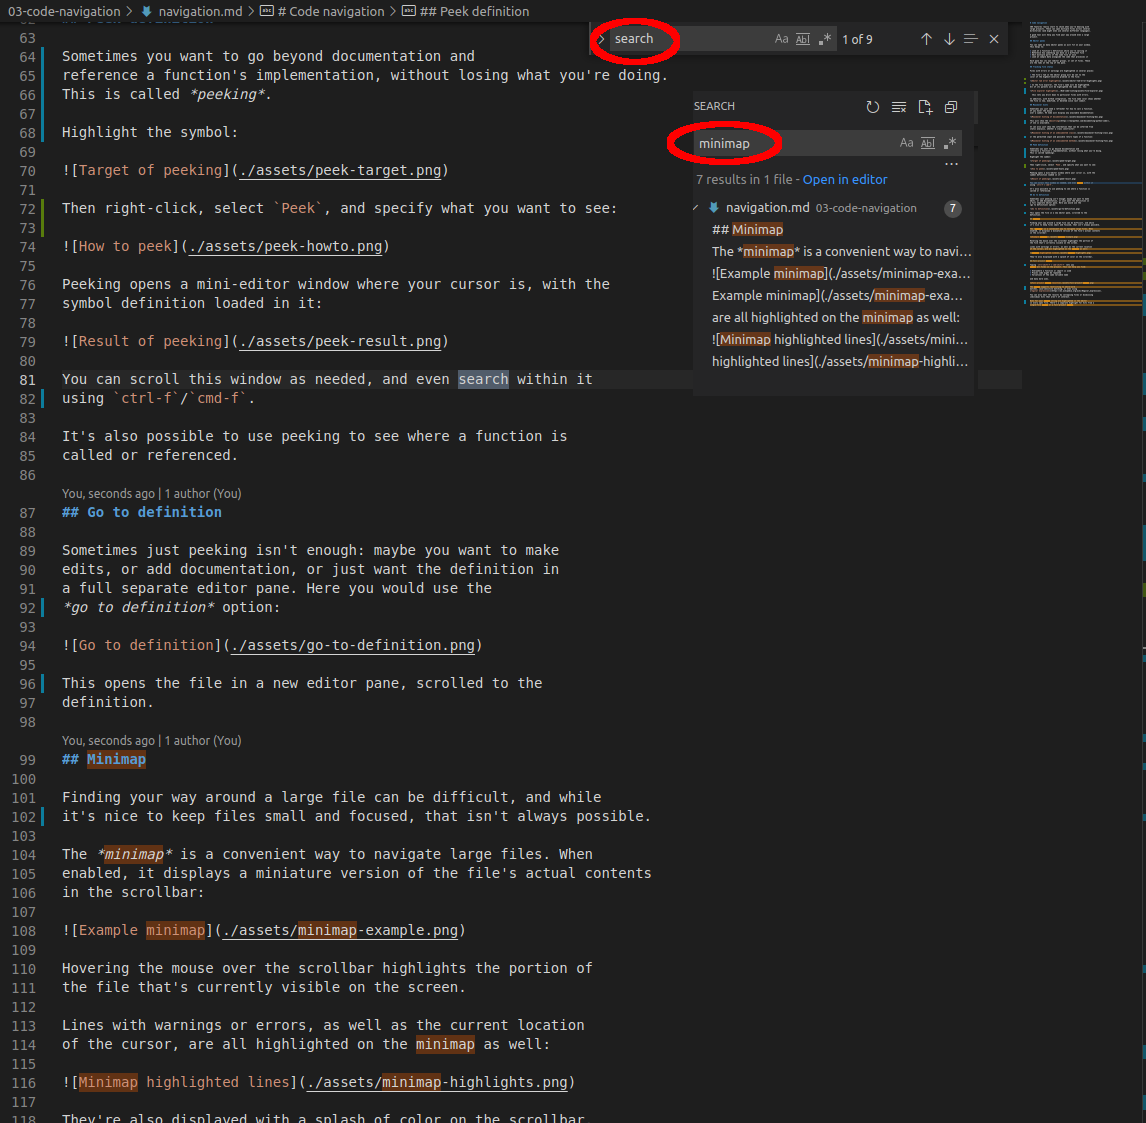 03-code-navigation > navigation.md > # Code navigation > ## Peek definition
search Aa Abl .* 1 of 9
63
64 Sometimes you want to go beyond documentation and
65 reference a function's implementation, without losing what you're doing.
66 This is called *peeking*.
67
68 Highlight the symbol:
69
70 ![Target of peeking](./assets/peek-target.png)
71
72 Then right-click, select `Peek`, and specify what you want to see:
73
74 ![How to peek](./assets/peek-howto.png)
75
76 Peeking opens a mini-editor window where your cursor is, with the
77 symbol definition loaded in it:
78
79 ![Result of peeking](./assets/peek-result.png)
80
81 You can scroll this window as needed, and even search within it
82 using `ctrl-f`/`cmd-f`.
83
84 It's also possible to use peeking to see where a function is
85 called or referenced.
86
You, seconds ago | 1 author (You)
87 ## Go to definition
88
89 Sometimes just peeking isn't enough: maybe you want to make
90 edits, or add documentation, or just want the definition in
91 a full separate editor pane. Here you would use the
92 *go to definition* option:
93
94 ![Go to definition](./assets/go-to-definition.png)
95
96 This opens the file in a new editor pane, scrolled to the
97 definition.
98
You, seconds ago | 1 author (You)
99 ## Minimap
100
101 Finding your way around a large file can be difficult, and while
102 it's nice to keep files small and focused, that isn't always possible.
103
104 The *minimap* is a convenient way to navigate large files. When
105 enabled, it displays a miniature version of the file's actual contents
106 in the scrollbar:
107
108 ![Example minimap](./assets/minimap-example.png)
109
110 Hovering the mouse over the scrollbar highlights the portion of
111 the file that's currently visible on the screen.
112
113 Lines with warnings or errors, as well as the current location
114 of the cursor, are all highlighted on the minimap as well:
115
116 ![Minimap highlighted lines](./assets/minimap-highlights.png)
117
118 They're also displayed with a splash of color on the scrollbar
SEARCH
minimap Aa Abl .*
...
7 results in 1 file - Open in editor
navigation.md 03-code-navigation 7
## Minimap
The *minimap* is a convenient way to navi...
![Example minimap](./assets/minimap-exa...
Example minimap](./assets/minimap-exa...
are all highlighted on the minimap as well:
![Minimap highlighted lines](./assets/mini...
highlighted lines](./assets/minimap-highli...